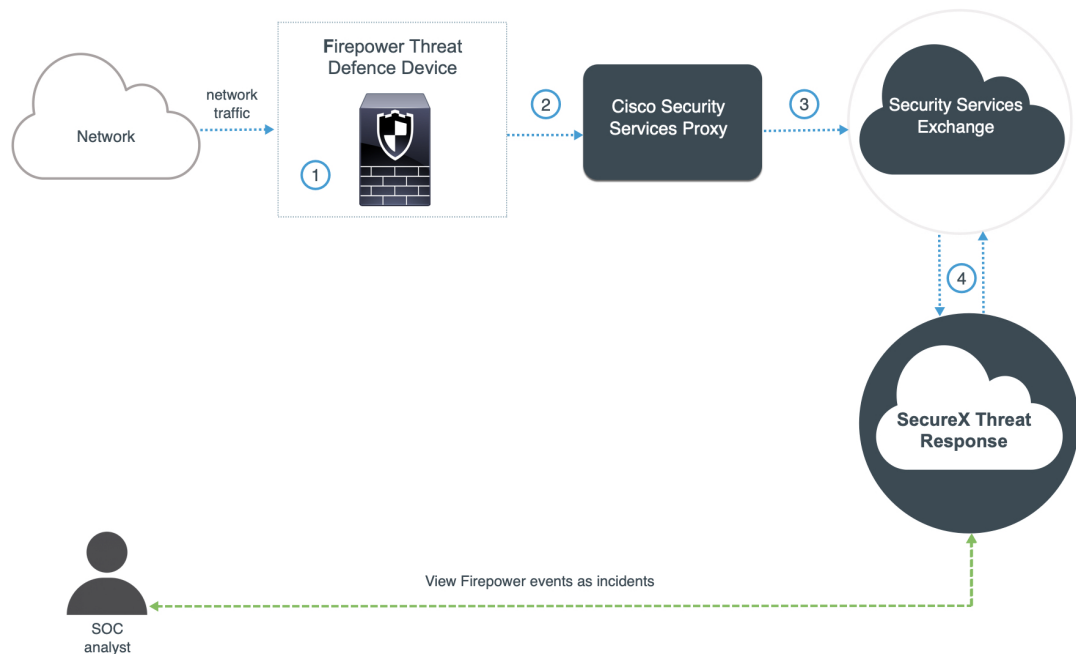 Firepower Threat
Defence Device
network
traffic
Network
1
2
Cisco Security
Services Proxy
3
Security Services
Exchange
4
SecureX Threat
Response
View Firepower events as incidents
SOC
analyst